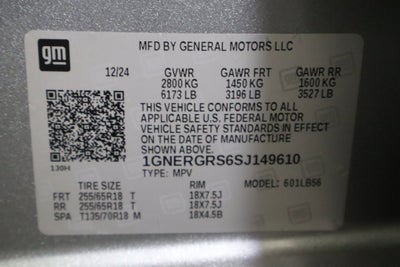 gm
MFD BY GENERAL MOTORS LLC
12/24 GVWR GAWR FRT GAWR RR
2800 KG 1450 KG 1600 KG
6173 LB 3196 LB 3527 LB
THIS VEHICLE CONFORMS TO ALL
APPLICABLE U.S. FEDERAL MOTOR
VEHICLE SAFETY STANDARDS IN EFFECT
ON THE DATE OF MANUFACTURE
SHOWN ABOVE.
1GNERGRS6SJ149610
130H TYPE: MPV
TIRE SIZE RIM MODEL: 601LB56
FRT 255/65R18 T 18X7.5J
RR 255/65R18 T 18X7.5J
SPA T135/70R18 M 18X4.5B